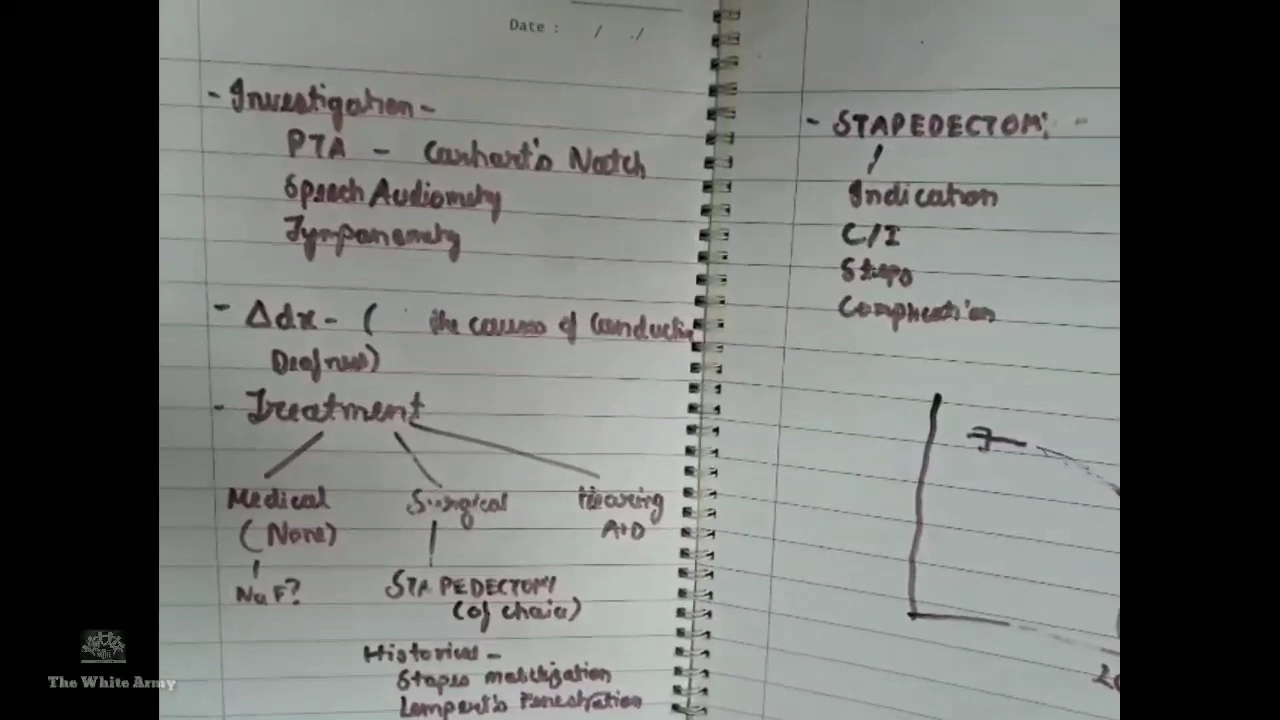 Date : / ./
- Investigation -
PTA - Carhart's Notch
Speech Audiometry
Tympanometry
- Δdx - ( the causes of Conductive
Deafness)
- Treatment
Medical Surgical Hearing
(None) AID
NaF? STAPEDECTOMY
(of choice)
Historical -
Stapes mobilization
Lempert's Fenestration
- STAPEDECTOMY -
Indication
C/I
Steps
Complication
The White Army